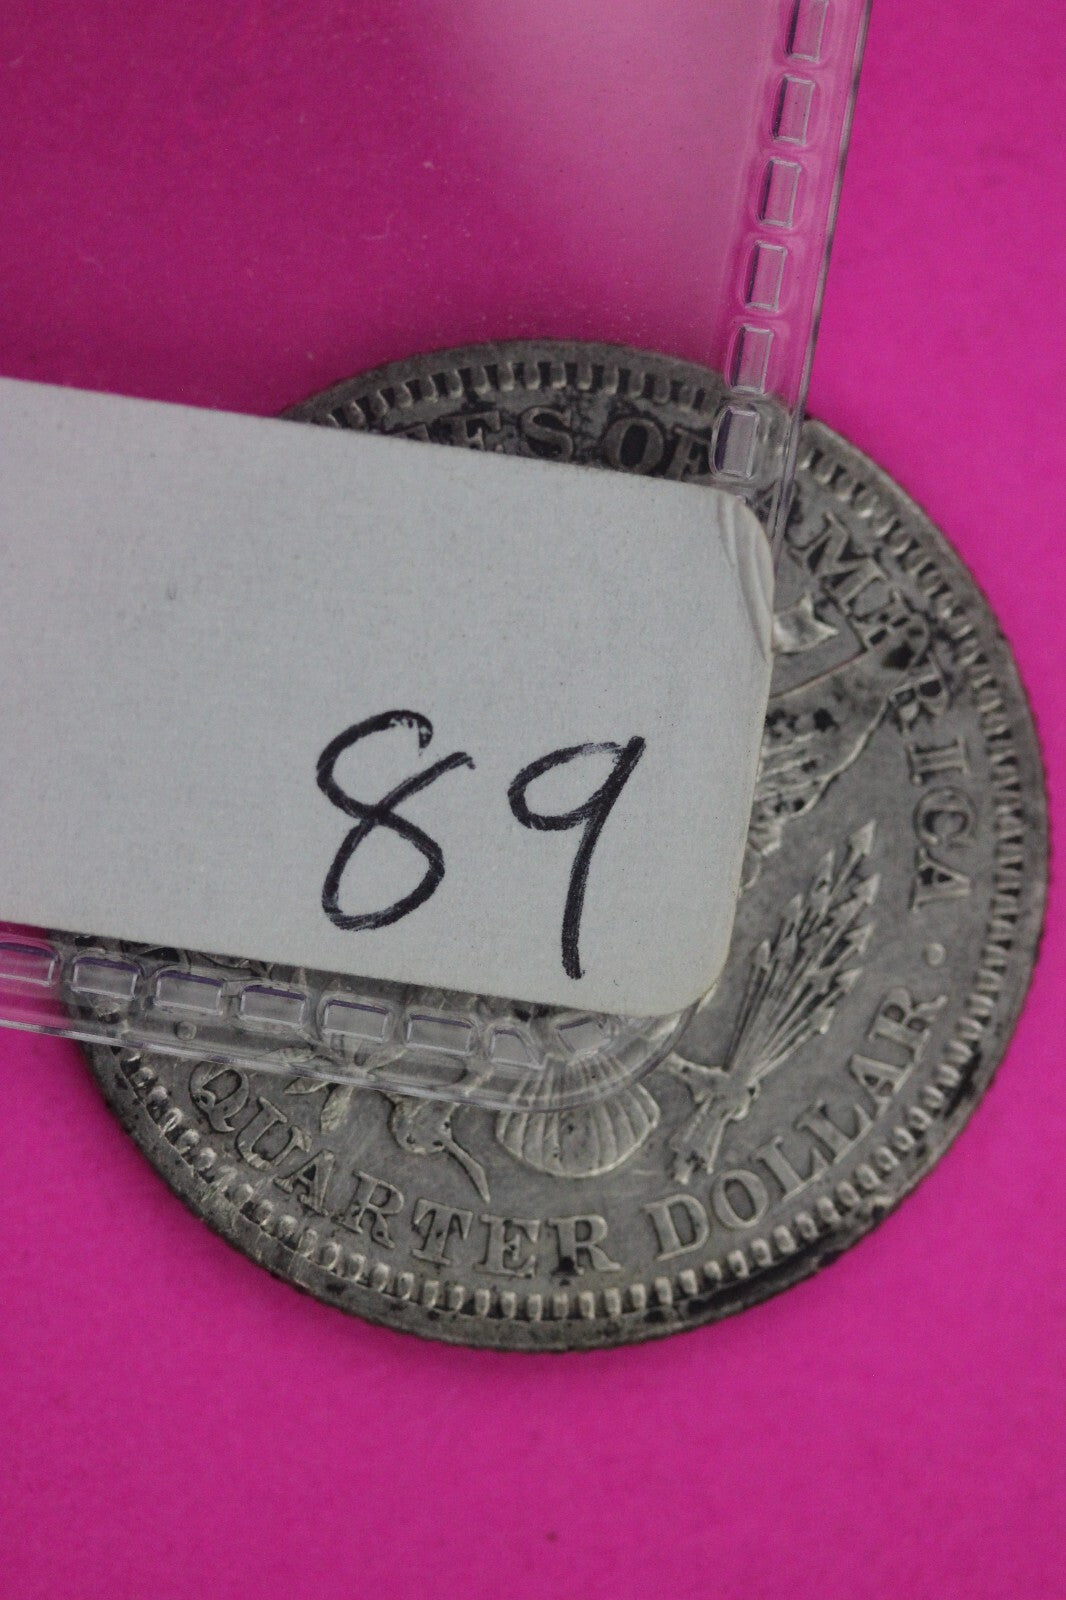 ES OF AMERICA
89
QUARTER DOLLAR